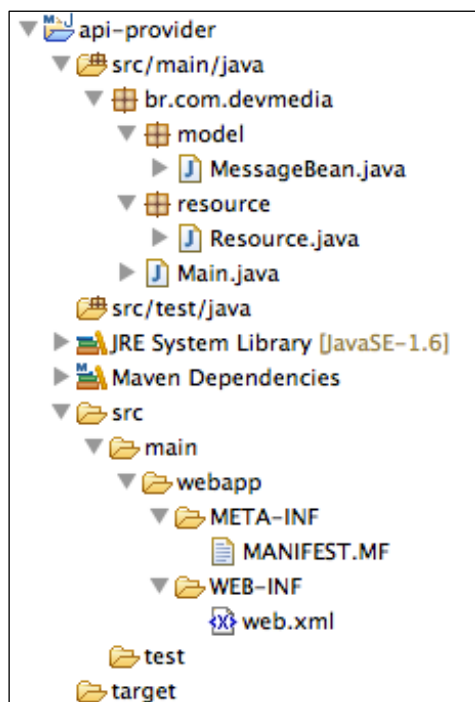 api-provider
src/main/java
br.com.devmedia
model
MessageBean.java
resource
Resource.java
Main.java
src/test/java
JRE System Library [JavaSE-1.6]
Maven Dependencies
src
main
webapp
META-INF
MANIFEST.MF
WEB-INF
web.xml
test
target